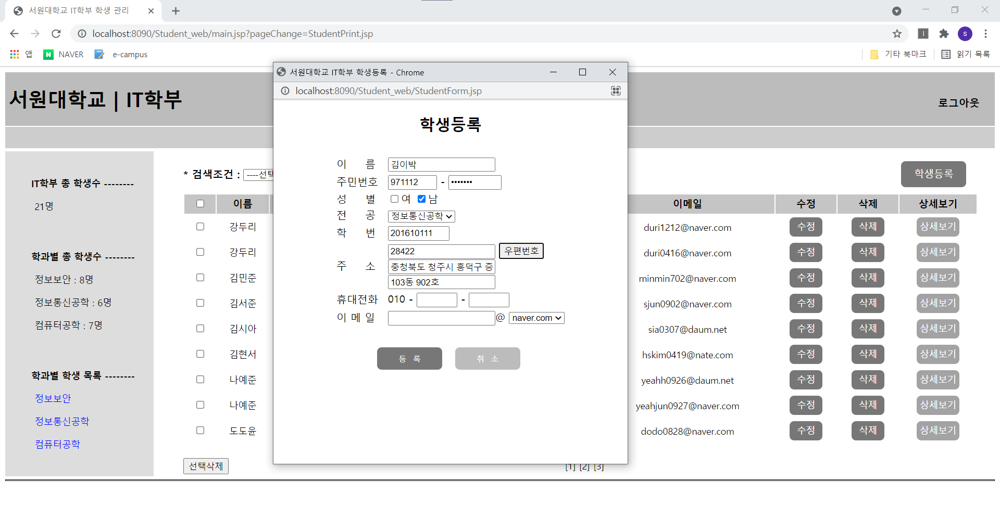 서원대학교 IT학부 학생 관리
localhost:8090/Student_web/main.jsp?pageChange=StudentPrint.jsp
s
앱 N NAVER e-campus 기타 북마크 읽기 목록
서원대학교 | IT학부
로그아웃
IT학부 총 학생수 --------
21명
학과별 총 학생수 --------
정보보안 : 8명
정보통신공학 : 6명
컴퓨터공학 : 7명
학과별 학생 목록 --------
정보보안
정보통신공학
컴퓨터공학
* 검색조건 : ----선택
학생등록
이름 이메일 수정 삭제 상세보기
강두리 duri1212@naver.com 수정 삭제 상세보기
강두리 duri0416@naver.com 수정 삭제 상세보기
김민준 minmin702@naver.com 수정 삭제 상세보기
김서준 sjun0902@naver.com 수정 삭제 상세보기
김시아 sia0307@daum.net 수정 삭제 상세보기
김현서 hskim0419@nate.com 수정 삭제 상세보기
나예준 yeahh0926@daum.net 수정 삭제 상세보기
나예준 yeahjun0927@naver.com 수정 삭제 상세보기
도도윤 dodo0828@naver.com 수정 삭제 상세보기
선택삭제
[1] [2] [3]
서원대학교 IT학부 학생등록 - Chrome
localhost:8090/Student_web/StudentForm.jsp
학생등록
이 름 김이박
주민번호 971112 - •••••••
성 별 여 남
전 공 정보통신공학
학 번 201610111
28422 우편번호
주 소 충청북도 청주시 흥덕구 증
103동 902호
휴대전화 010 - -
이 메 일 @ naver.com
등 록 취 소